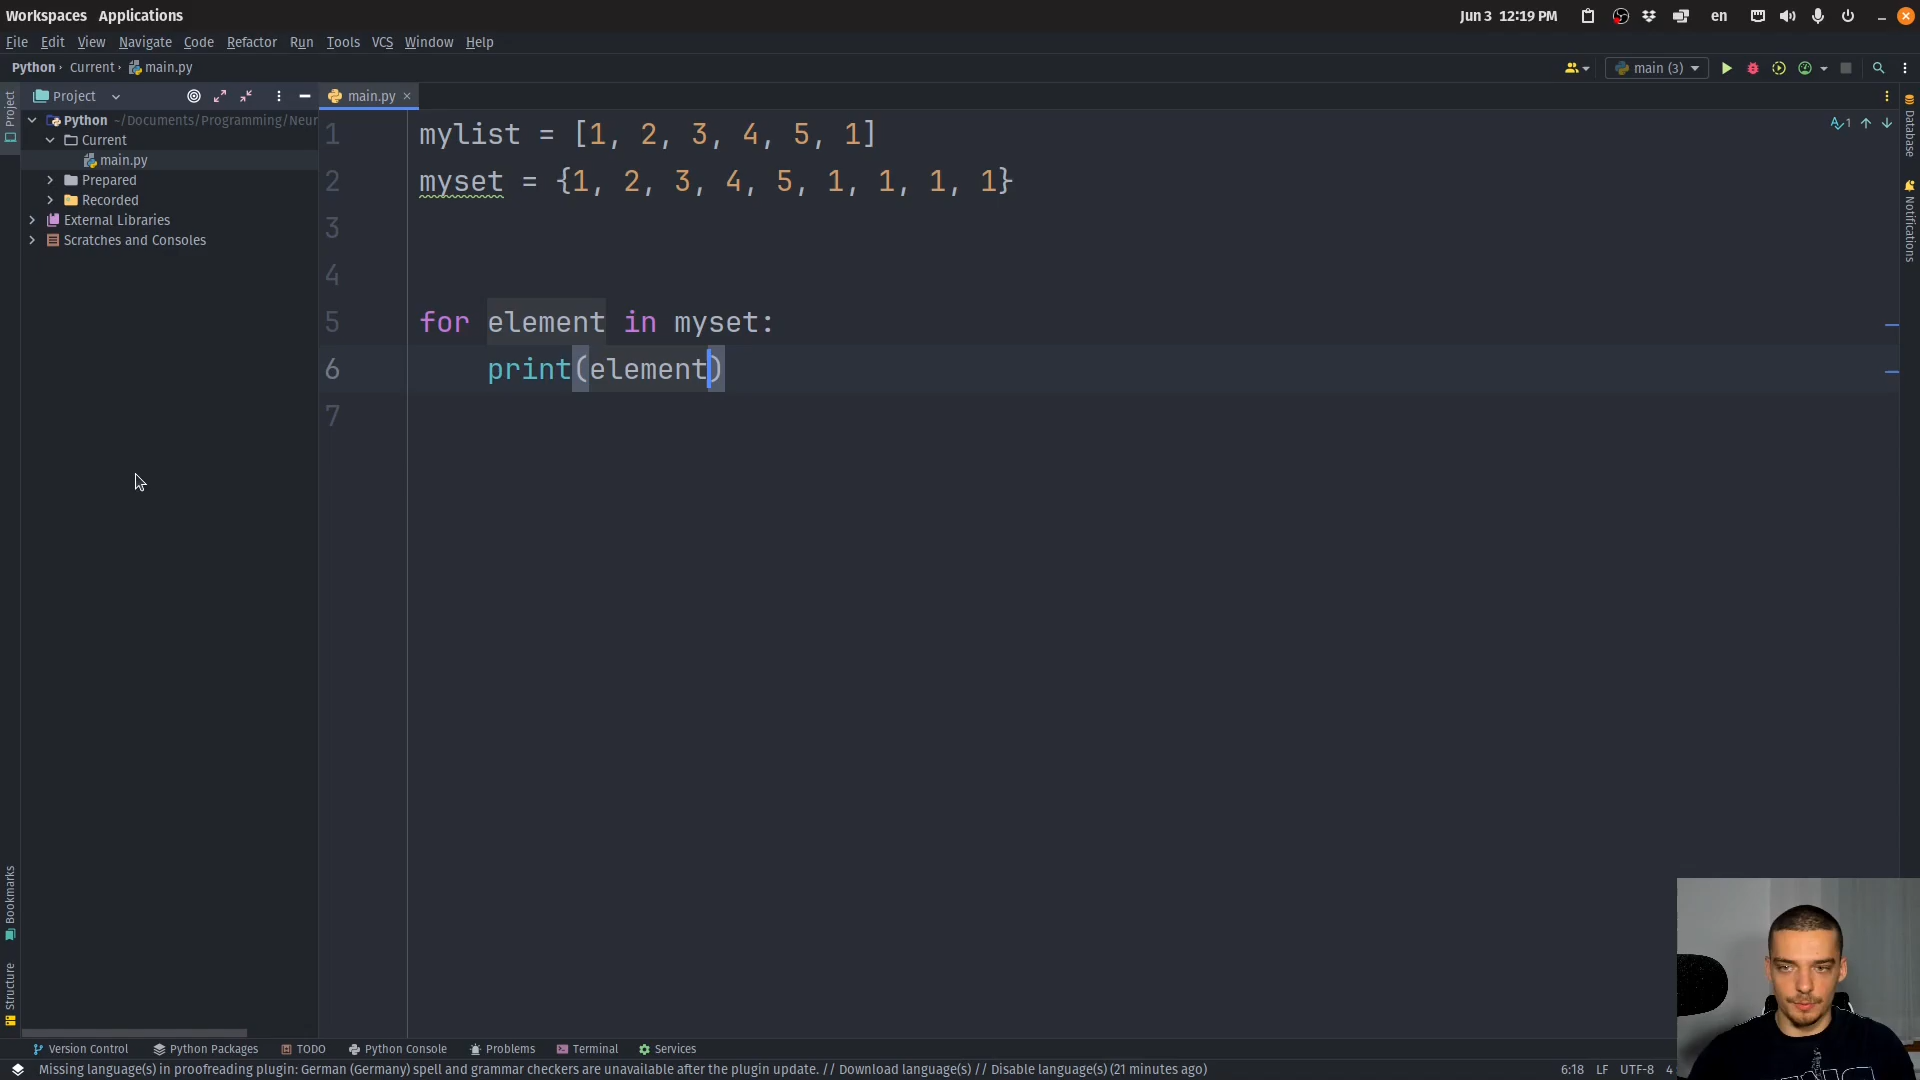 Workspaces Applications Jun 3 12:19 PM en
File Edit View Navigate Code Refactor Run Tools VCS Window Help
Python Current main.py main (3)
Project main.py
Python ~/Documents/Programming/Neur
Current
main.py
Prepared
Recorded
External Libraries
Scratches and Consoles
1 mylist = [1, 2, 3, 4, 5, 1]
2 myset = {1, 2, 3, 4, 5, 1, 1, 1, 1}
3
4
5 for element in myset:
6 print(element)
7
1
Project
Bookmarks
Structure
Database
Notifications
Version Control Python Packages TODO Python Console Problems Terminal Services
Missing language(s) in proofreading plugin: German (Germany) spell and grammar checkers are unavailable after the plugin update. // Download language(s) // Disable language(s) (21 minutes ago) 6:18 LF UTF-8 4